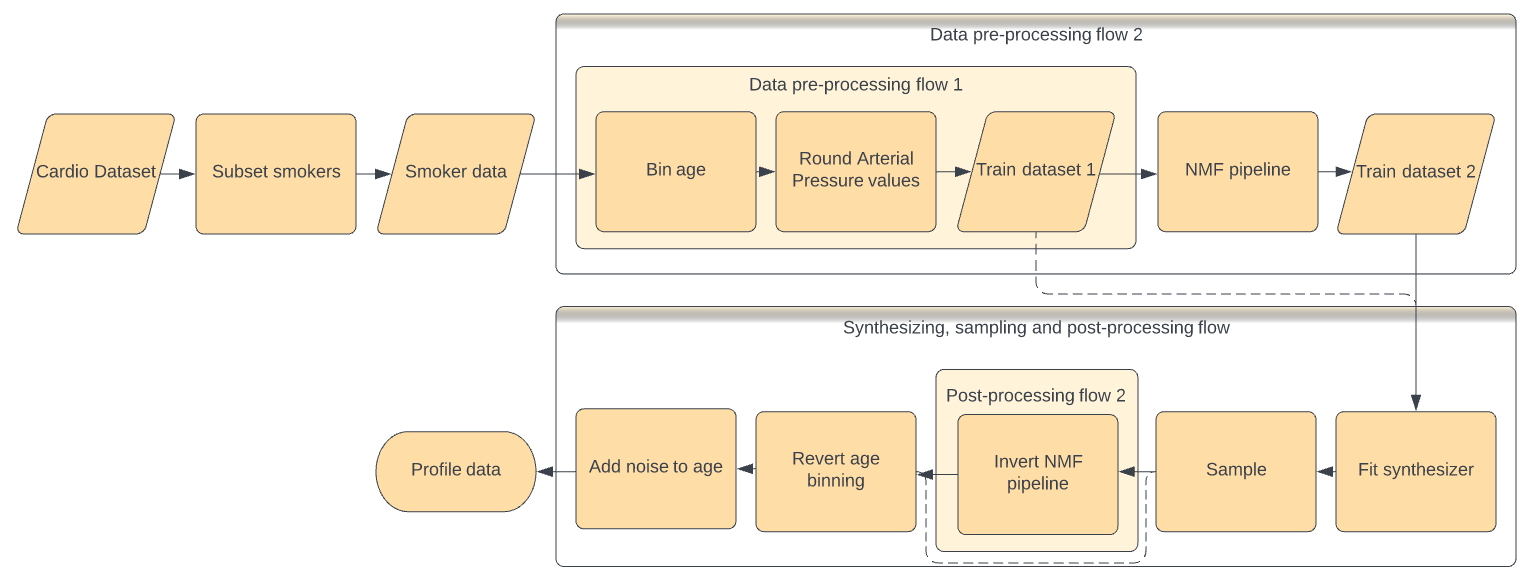 Data pre-processing flow 2
Data pre-processing flow 1
Cardio Dataset
Subset smokers
Smoker data
Bin age
Round Arterial
Pressure values
Train dataset 1
NMF pipeline
Train dataset 2
Synthesizing, sampling and post-processing flow
Post-processing flow 2
Profile data
Add noise to age
Revert age
binning
Invert NMF
pipeline
Sample
Fit synthesizer